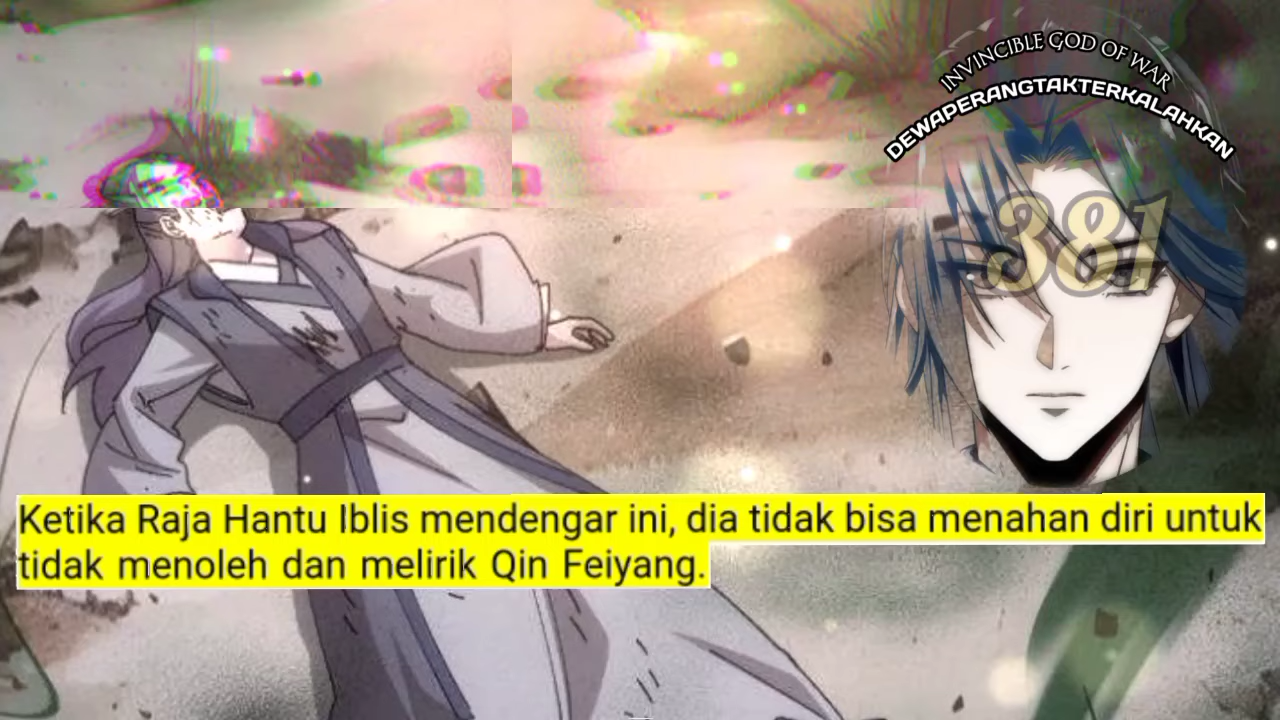 INVINCIBLE GOD OF WAR
DEWAPERANGTAKTERKALAHKAN
381
Ketika Raja Hantu Iblis mendengar ini, dia tidak bisa menahan diri untuk
tidak menoleh dan melirik Qin Feiyang.